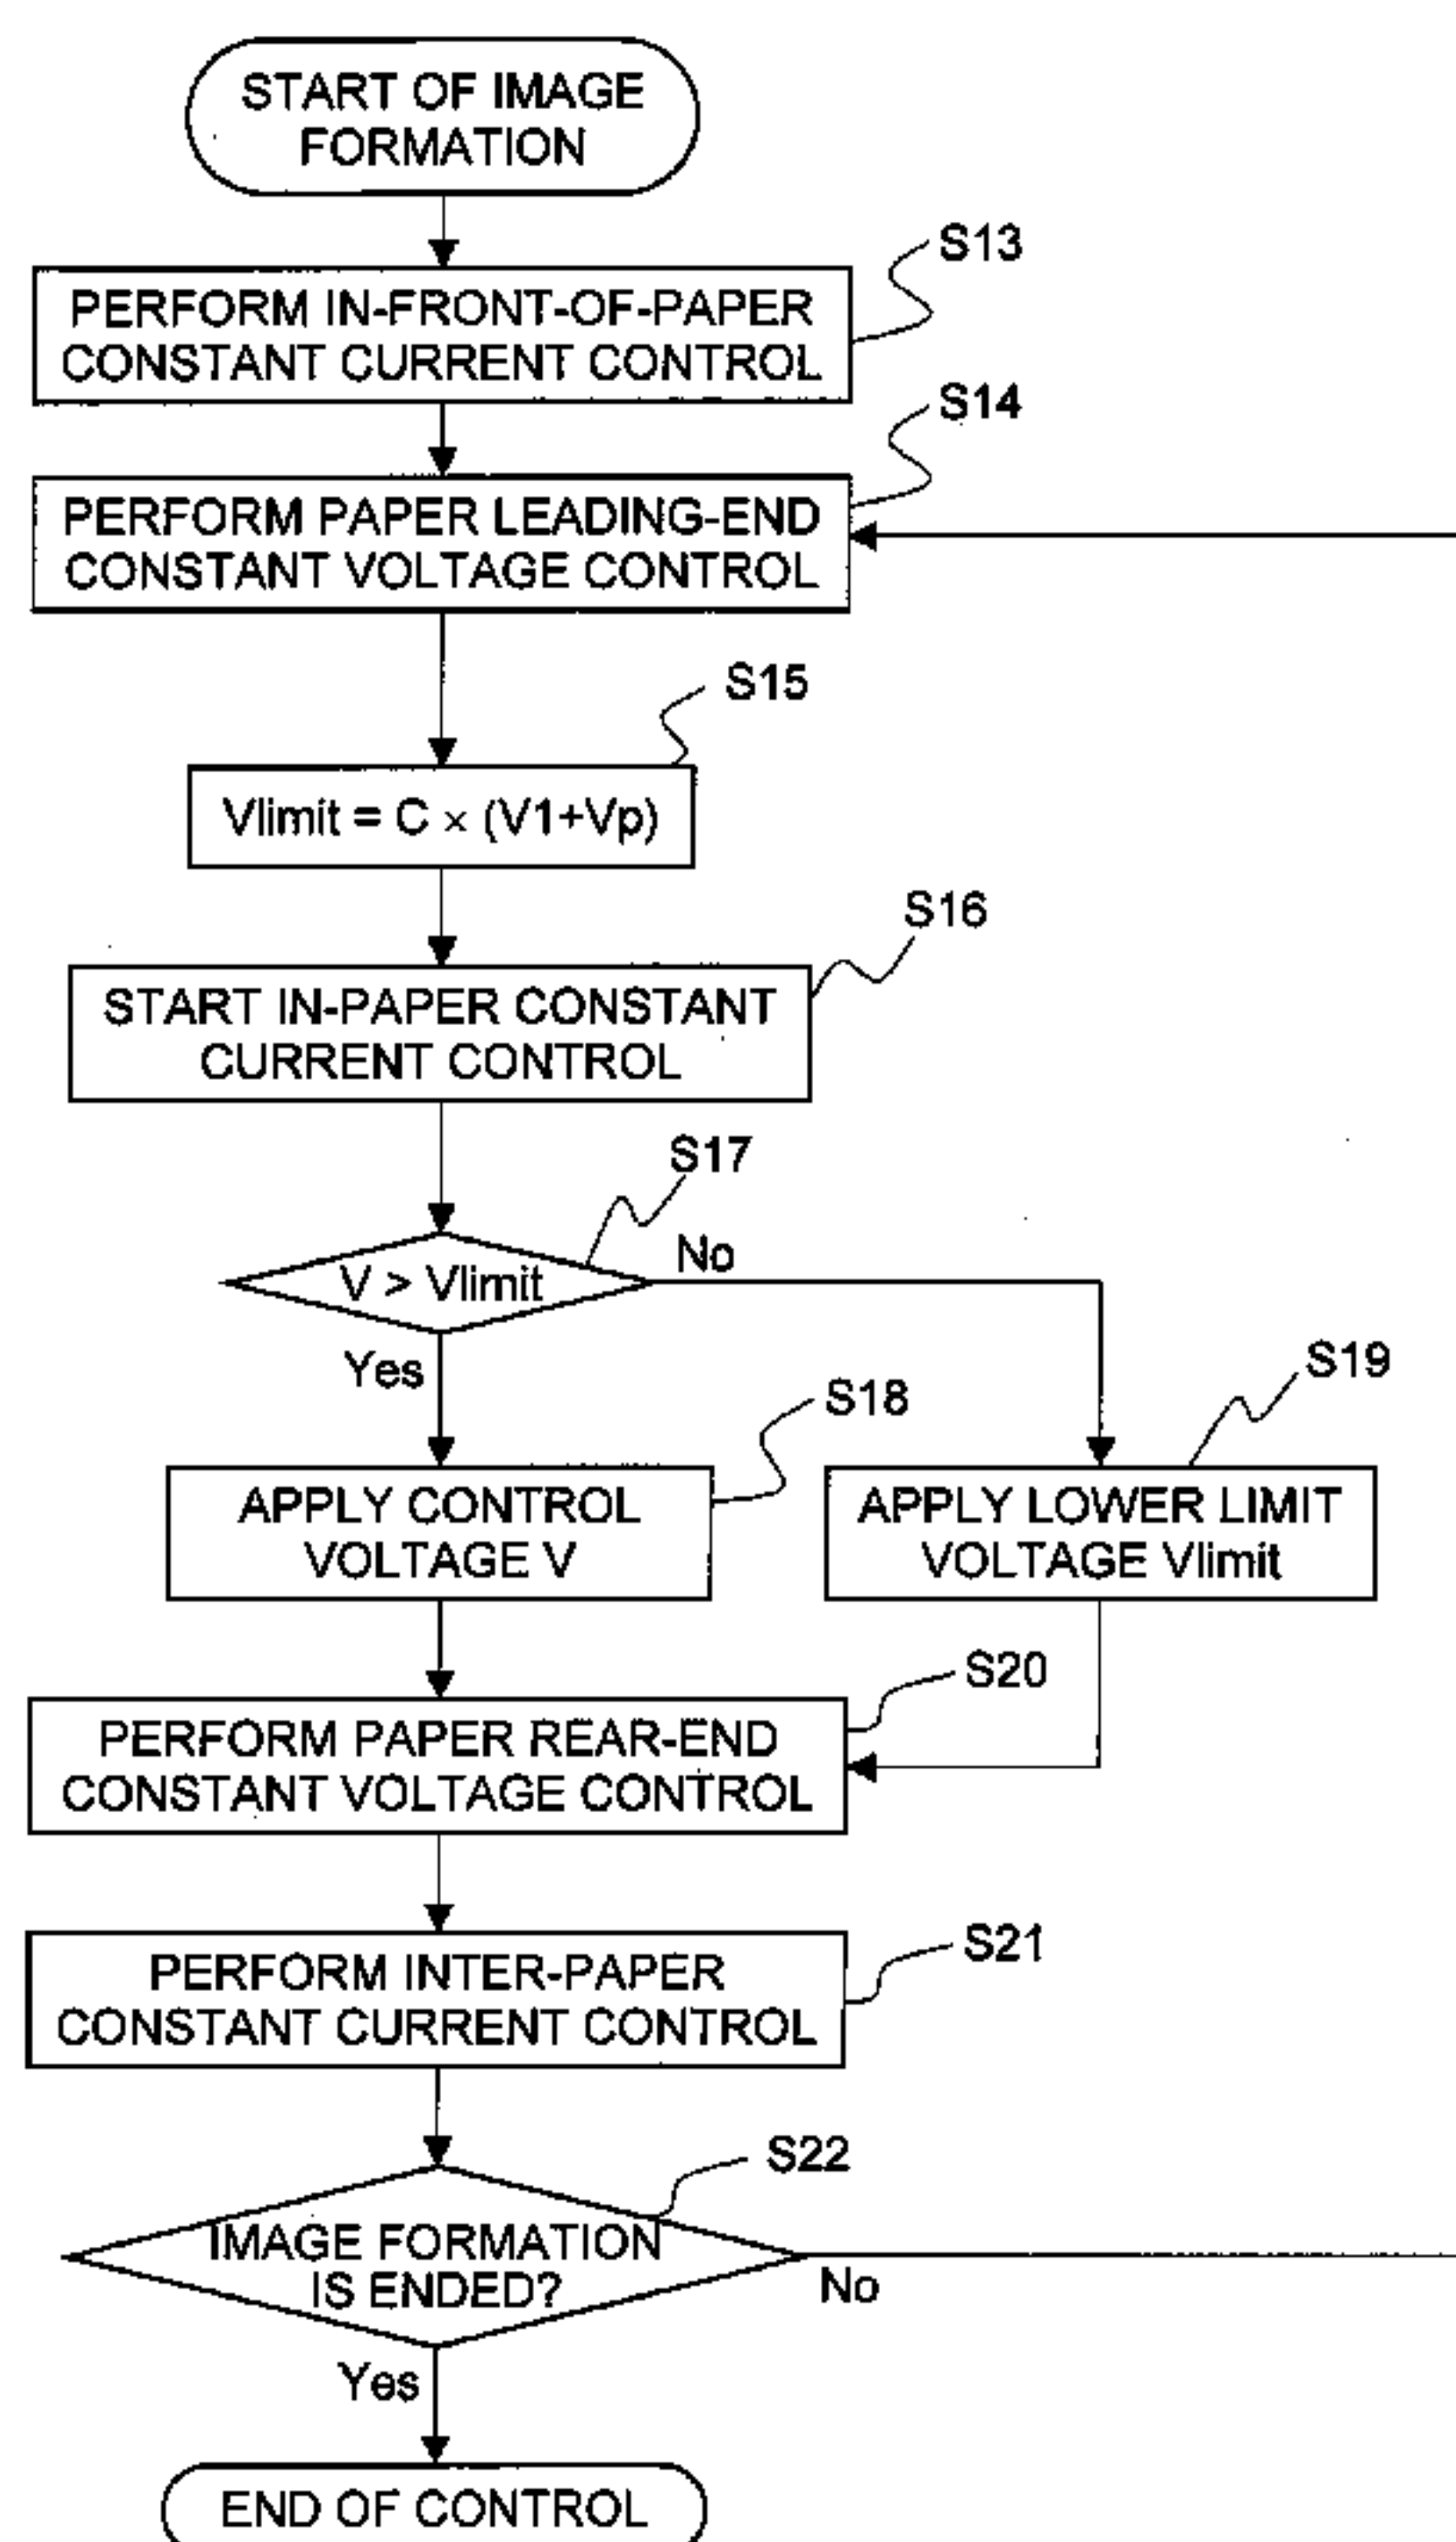 START OF IMAGE
FORMATION
S13
PERFORM IN-FRONT-OF-PAPER
CONSTANT CURRENT CONTROL
S14
PERFORM PAPER LEADING-END
CONSTANT VOLTAGE CONTROL
S15
Vlimit = C × (V1+Vp)
S16
START IN-PAPER CONSTANT
CURRENT CONTROL
S17
V > Vlimit
No
Yes
S18
S19
APPLY CONTROL
VOLTAGE V
APPLY LOWER LIMIT
VOLTAGE Vlimit
S20
PERFORM PAPER REAR-END
CONSTANT VOLTAGE CONTROL
S21
PERFORM INTER-PAPER
CONSTANT CURRENT CONTROL
S22
IMAGE FORMATION
IS ENDED?
No
Yes
END OF CONTROL